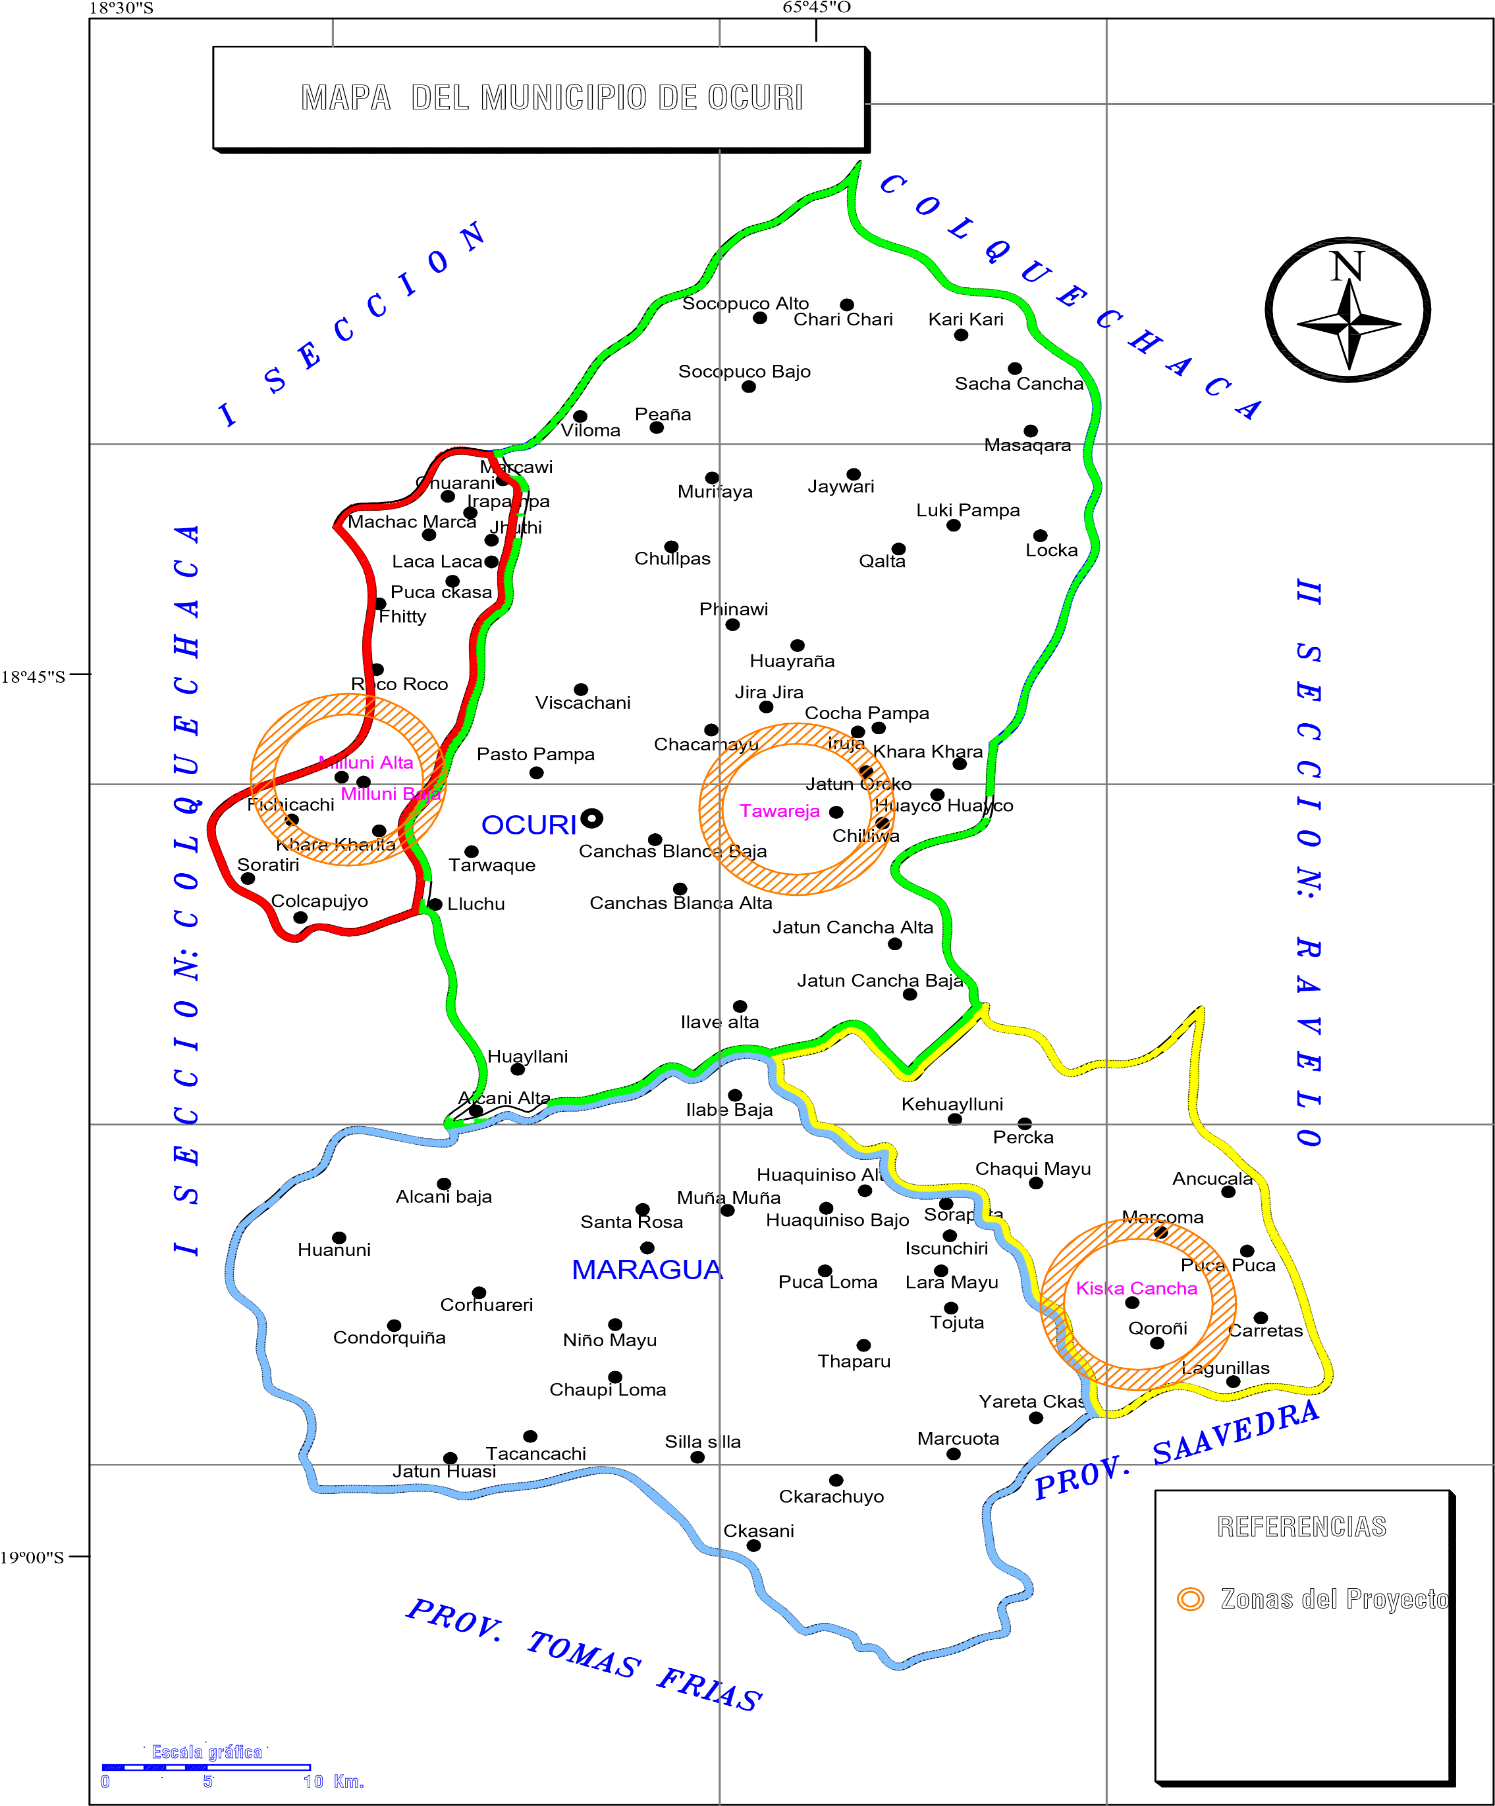 18º30"S
65º45"O
MAPA DEL MUNICIPIO DE OCURI
I SECCION
COLQUECHACA
N
Socopuco Alto
Chari Chari
Kari Kari
Socopuco Bajo
Sacha Cancha
Peaña
Viloma
Masaqara
Marcawi
Chuarani
Murifaya
Jaywari
Irapampa
Machac Marca
Jhuthi
Luki Pampa
Locka
Laca Laca
Chullpas
Qalta
Puca ckasa
Fhitty
Phinawi
Huayraña
I SECCION: COLQUECHACA
II SECCION: RAVELO
18º45"S
Roco Roco
Viscachani
Jira Jira
Cocha Pampa
Iruja
Chacamayu
Khara Khara
Pasto Pampa
Milluni Alta
Milluni Baja
Jatun Orcko
Pichicachi
Huayco Huayco
Tawareja
OCURI
Chilliwa
Khara Kharita
Canchas Blanca Baja
Soratiri
Tarwaque
Colcapujyo
Lluchu
Canchas Blanca Alta
Jatun Cancha Alta
Jatun Cancha Baja
Ilave alta
Huayllani
Alcani Alta
Ilabe Baja
Kehuaylluni
Percka
Chaqui Mayu
Huaquiniso Alto
Ancucala
Alcani baja
Muña Muña
Santa Rosa
Huaquiniso Bajo
Sorapata
Marcoma
Huanuni
Iscunchiri
MARAGUA
Puca Puca
Puca Loma
Lara Mayu
Kiska Cancha
Corhuareri
Tojuta
Qoroñi
Carretas
Condorquiña
Niño Mayu
Thaparu
Lagunillas
Chaupi Loma
Yareta Ckas
Marcuota
Silla silla
Tacancachi
Jatun Huasi
PROV. SAAVEDRA
Ckarachuyo
Ckasani
REFERENCIAS
Zonas del Proyecto
19º00"S
PROV. TOMAS FRIAS
Escala gráfica
0 5 10 Km.